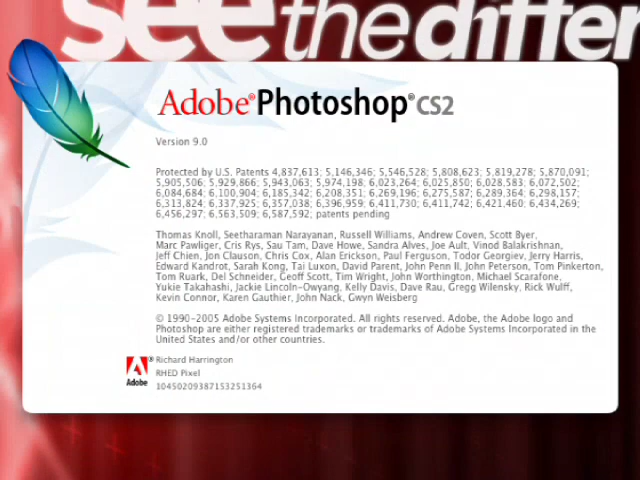 see the differ
Adobe® Photoshop® CS2
Version 9.0
Protected by U.S. Patents 4,837,613; 5,146,346; 5,546,528; 5,808,623; 5,819,278; 5,870,091;
5,905,506; 5,929,866; 5,943,063; 5,974,198; 6,023,264; 6,025,850; 6,028,583; 6,072,502;
6,084,684; 6,100,904; 6,185,342; 6,208,351; 6,269,196; 6,275,587; 6,289,364; 6,298,157;
6,313,824; 6,337,925; 6,357,038; 6,396,959; 6,411,730; 6,411,742; 6,421,460; 6,434,269;
6,456,297; 6,563,509; 6,587,592; patents pending
Thomas Knoll, Seetharaman Narayanan, Russell Williams, Andrew Coven, Scott Byer,
Marc Pawliger, Cris Rys, Sau Tam, Dave Howe, Sandra Alves, Joe Ault, Vinod Balakrishnan,
Jeff Chien, Jon Clauson, Chris Cox, Alan Erickson, Paul Ferguson, Todor Georgiev, Jerry Harris,
Edward Kandrot, Sarah Kong, Tai Luxon, David Parent, John Penn II, John Peterson, Tom Pinkerton,
Tom Ruark, Del Schneider, Geoff Scott, Tim Wright, John Worthington, Michael Scarafone,
Yukie Takahashi, Jackie Lincoln-Owyang, Kelly Davis, Dave Rau, Gregg Wilensky, Rick Wulff,
Kevin Connor, Karen Gauthier, John Nack, Gwyn Weisberg
© 1990-2005 Adobe Systems Incorporated. All rights reserved. Adobe, the Adobe logo and
Photoshop are either registered trademarks or trademarks of Adobe Systems Incorporated in the
United States and/or other countries.
Adobe ®
Richard Harrington
RHED Pixel
10450209387153251364